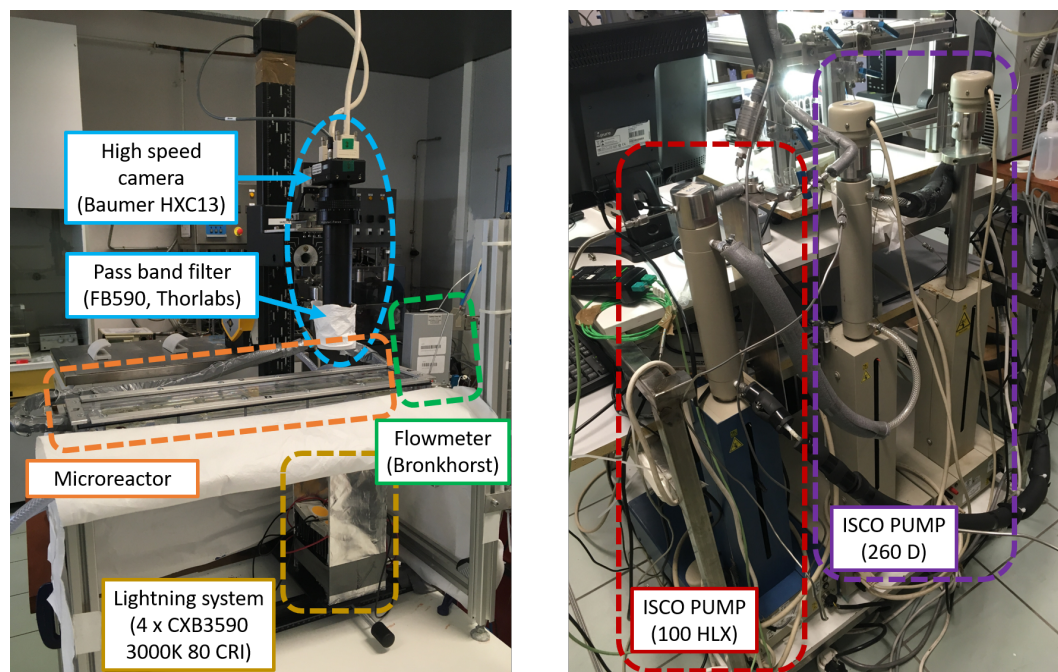 High speed
camera
(Baumer HXC13)
Pass band filter
(FB590, Thorlabs)
Microreactor
Flowmeter
(Bronkhorst)
Lightning system
(4 x CXB3590
3000K 80 CRI)
ISCO PUMP
(100 HLX)
ISCO PUMP
(260 D)